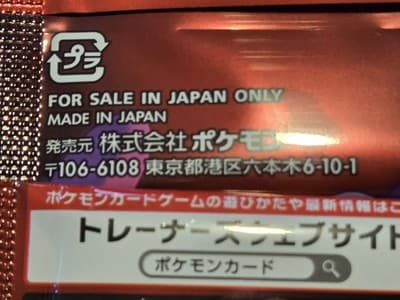 プラ
FOR SALE IN JAPAN ONLY
MADE IN JAPAN
発売元 株式会社 ポケモン
〒106-6108 東京都港区六本木6-10-1
ポケモンカードゲームの遊びかたや最新情報はこ
トレーナーズウェブサイト
ポケモンカード